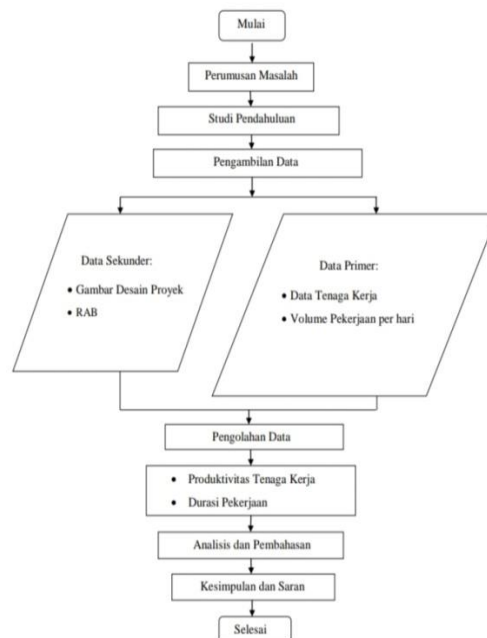 Mulai
Perumusan Masalah
Studi Pendahuluan
Pengambilan Data
Data Sekunder:
• Gambar Desain Proyek
• RAB
Data Primer:
• Data Tenaga Kerja
• Volume Pekerjaan per hari
Pengolahan Data
• Produktivitas Tenaga Kerja
• Durasi Pekerjaan
Analisis dan Pembahasan
Kesimpulan dan Saran
Selesai